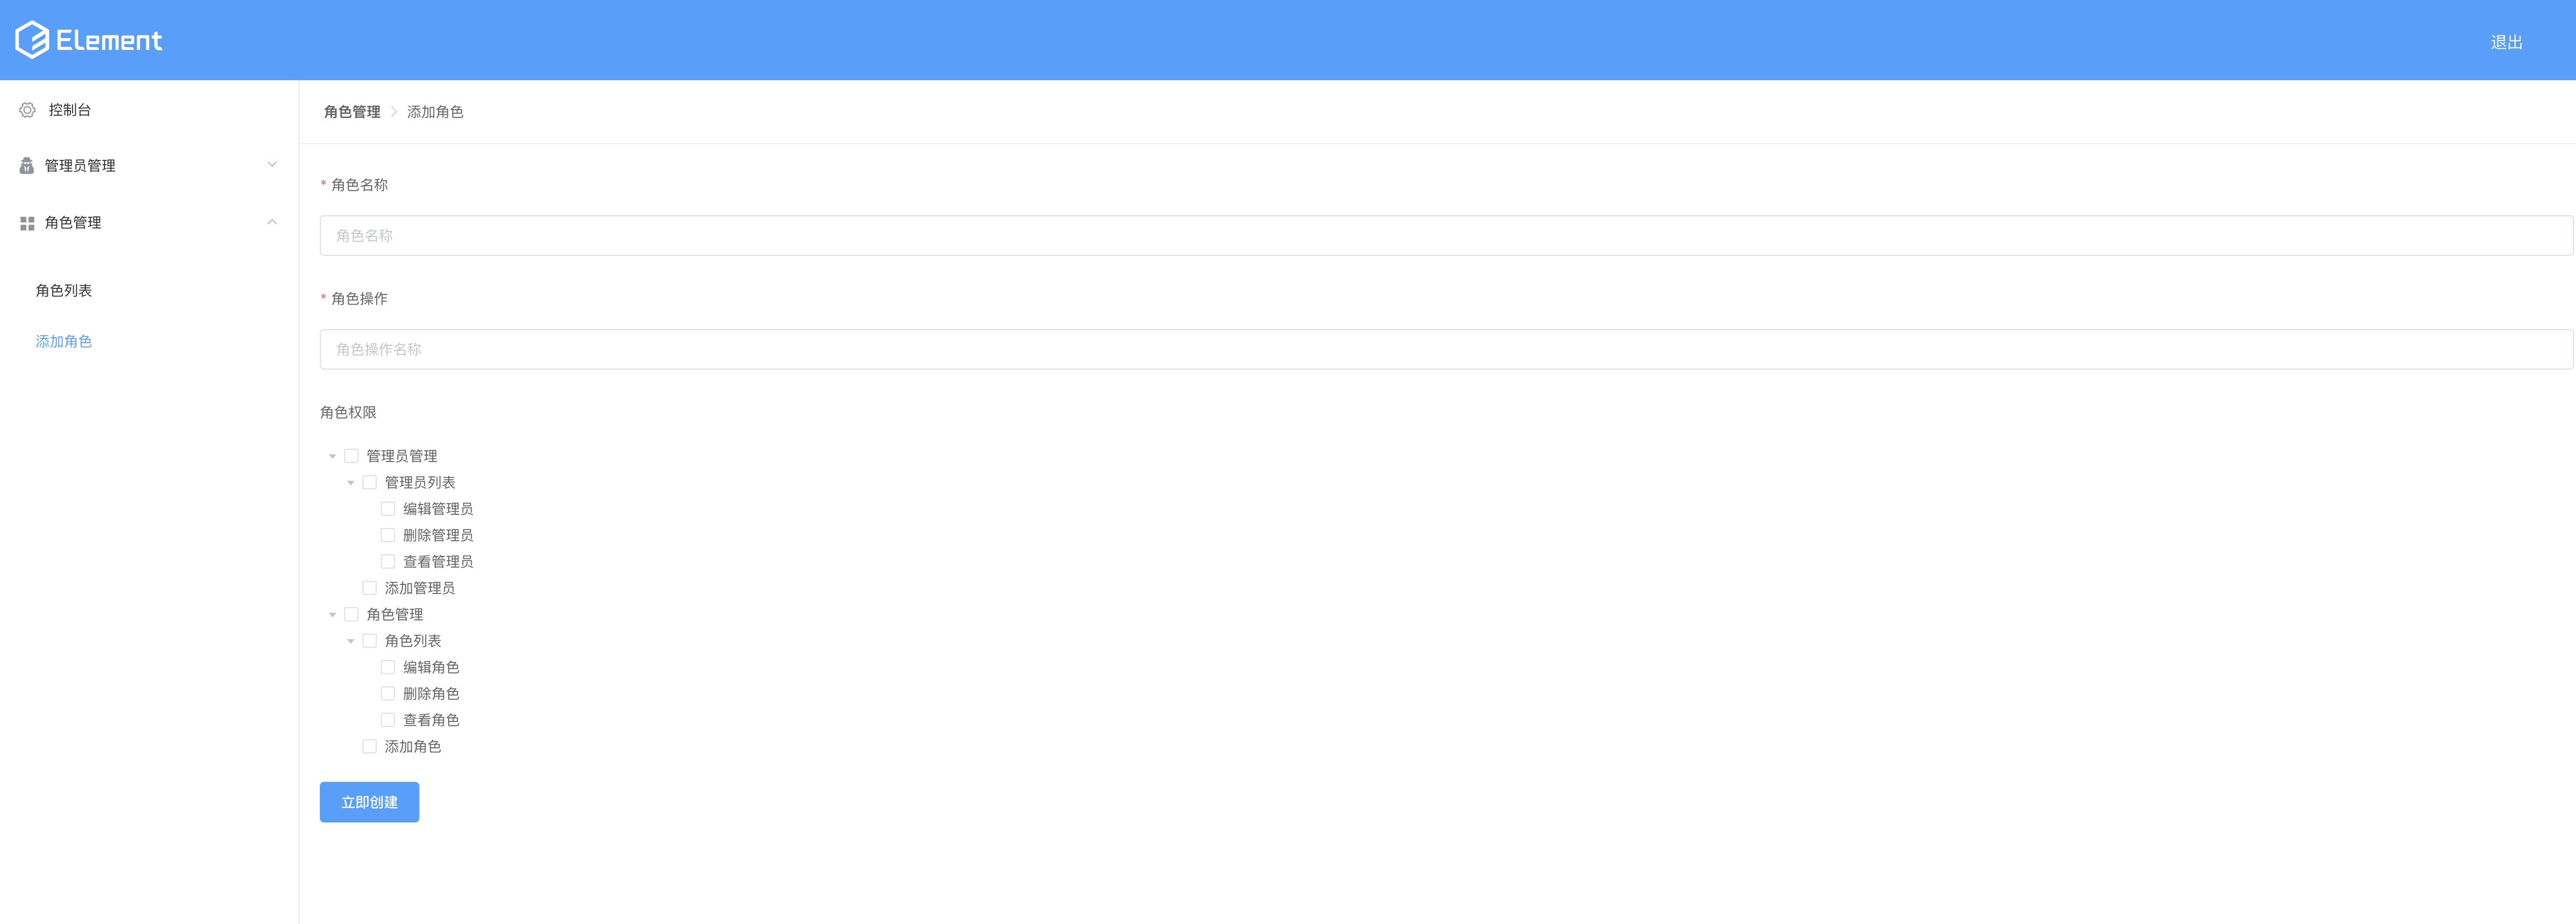 Element
退出
控制台
管理员管理
角色管理
角色列表
添加角色
角色管理 > 添加角色
* 角色名称
角色名称
* 角色操作
角色操作名称
角色权限
管理员管理
管理员列表
编辑管理员
删除管理员
查看管理员
添加管理员
角色管理
角色列表
编辑角色
删除角色
查看角色
添加角色
立即创建